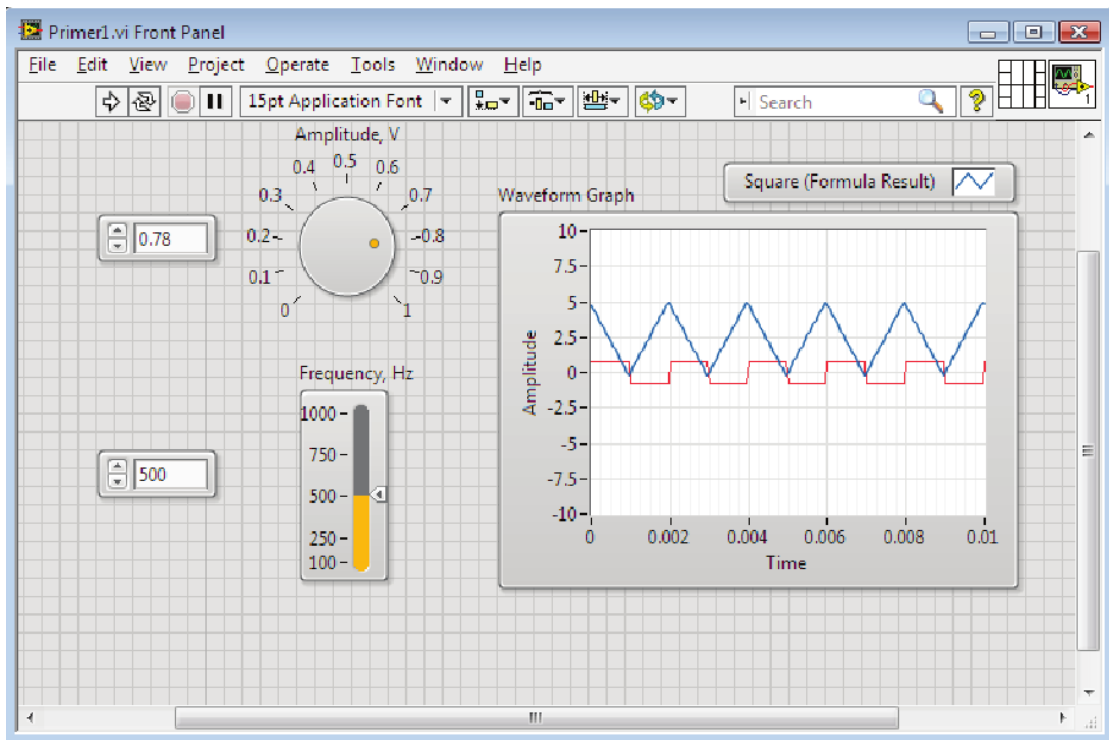 Primer1.vi Front Panel
File Edit View Project Operate Tools Window Help
15pt Application Font
Search
1
Amplitude, V
0 0.1 0.2 0.3 0.4 0.5 0.6 0.7 0.8 0.9 1
0.78
Frequency, Hz
1000
750
500
250
100
500
Square (Formula Result)
Waveform Graph
Amplitude
10
7.5
5
2.5
0
-2.5
-5
-7.5
-10
0 0.002 0.004 0.006 0.008 0.01
Time